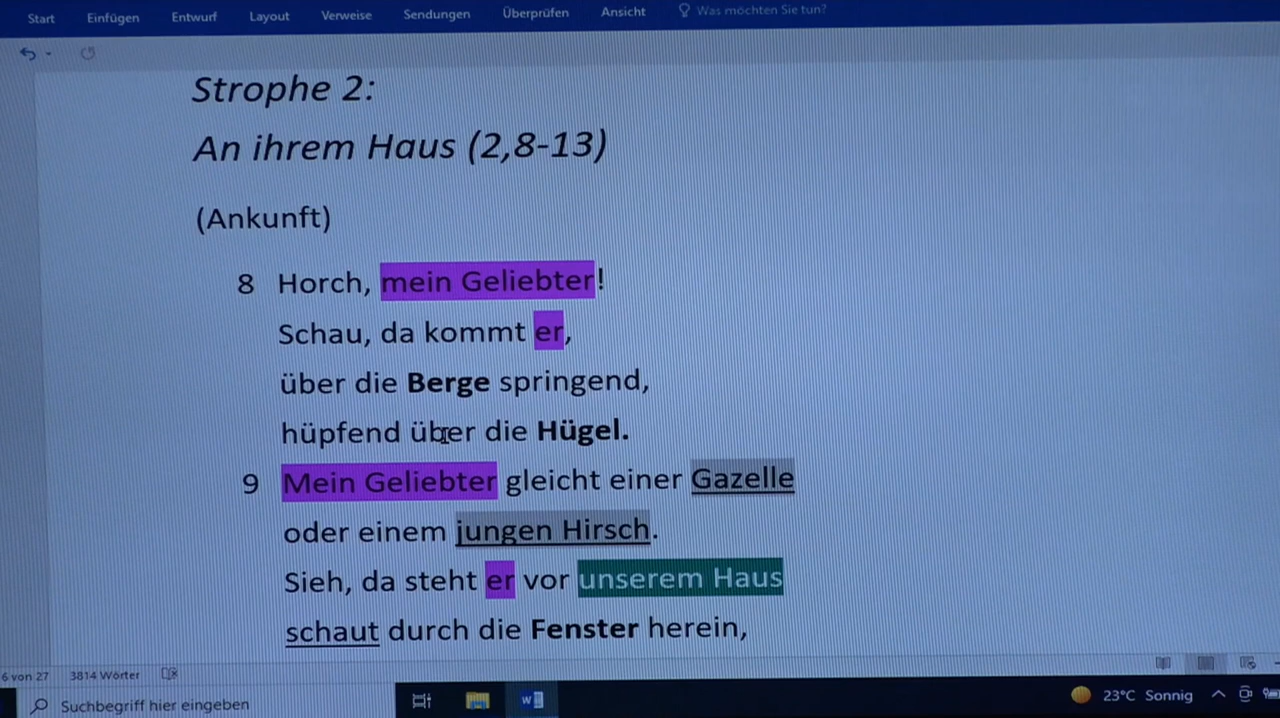 Start Einfügen Entwurf Layout Verweise Sendungen Überprüfen Ansicht Was möchten Sie tun?
Strophe 2:
An ihrem Haus (2,8-13)
(Ankunft)
8 Horch, mein Geliebter!
Schau, da kommt er,
über die Berge springend,
hüpfend über die Hügel.
9 Mein Geliebter gleicht einer Gazelle
oder einem jungen Hirsch.
Sieh, da steht er vor unserem Haus
schaut durch die Fenster herein,
6 von 27 3814 Wörter
Suchbegriff hier eingeben
23°C Sonnig